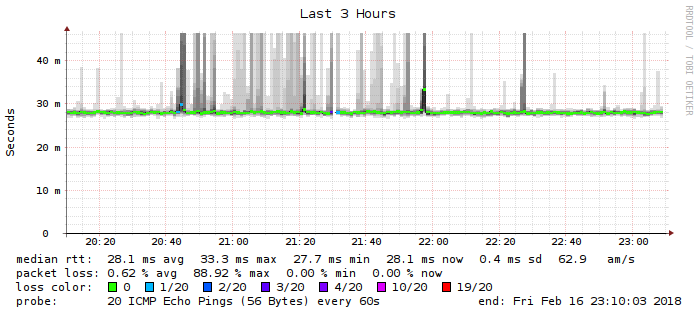 Last 3 Hours
RRDTOOL / TOBI OETIKER
Seconds
40 m
30 m
20 m
10 m
0
20:20 20:40 21:00 21:20 21:40 22:00 22:20 22:40 23:00
median rtt: 28.1 ms avg 33.3 ms max 27.7 ms min 28.1 ms now 0.4 ms sd 62.9 am/s
packet loss: 0.62 % avg 88.92 % max 0.00 % min 0.00 % now
loss color: 0 1/20 2/20 3/20 4/20 10/20 19/20
probe: 20 ICMP Echo Pings (56 Bytes) every 60s end: Fri Feb 16 23:10:03 2018